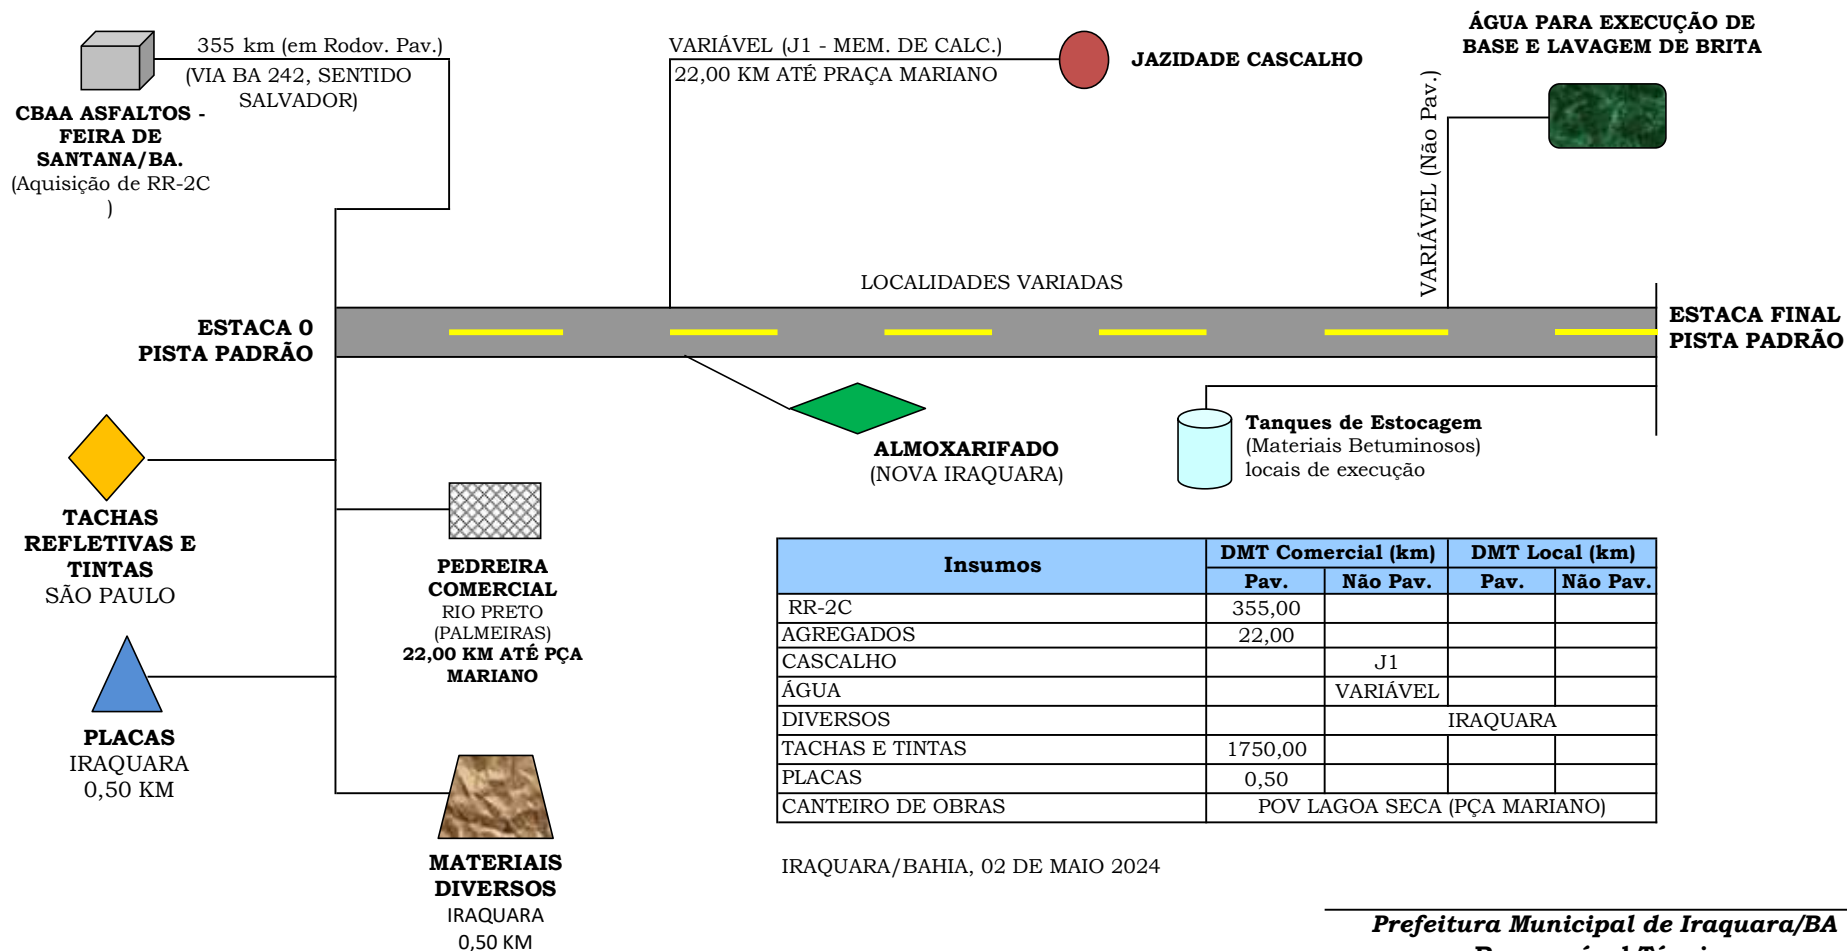 355 km (em Rodov. Pav.)
(VIA BA 242, SENTIDO
SALVADOR)
CBAA ASFALTOS -
FEIRA DE
SANTANA/BA.
(Aquisição de RR-2C
)
VARIÁVEL (J1 - MEM. DE CALC.)
22,00 KM ATÉ PRAÇA MARIANO
JAZIDADE CASCALHO
ÁGUA PARA EXECUÇÃO DE
BASE E LAVAGEM DE BRITA
VARIÁVEL (Não Pav.)
LOCALIDADES VARIADAS
ESTACA 0
PISTA PADRÃO
ESTACA FINAL
PISTA PADRÃO
ALMOXARIFADO
(NOVA IRAQUARA)
Tanques de Estocagem
(Materiais Betuminosos)
locais de execução
TACHAS
REFLETIVAS E
TINTAS
SÃO PAULO
PEDREIRA
COMERCIAL
RIO PRETO
(PALMEIRAS)
22,00 KM ATÉ PÇA
MARIANO
PLACAS
IRAQUARA
0,50 KM
MATERIAIS
DIVERSOS
IRAQUARA
0,50 KM
Insumos DMT Comercial (km) DMT Local (km)
Pav. Não Pav. Pav. Não Pav.
RR-2C 355,00
AGREGADOS 22,00
CASCALHO J1
ÁGUA VARIÁVEL
DIVERSOS IRAQUARA
TACHAS E TINTAS 1750,00
PLACAS 0,50
CANTEIRO DE OBRAS POV LAGOA SECA (PÇA MARIANO)
IRAQUARA/BAHIA, 02 DE MAIO 2024
Prefeitura Municipal de Iraquara/BA